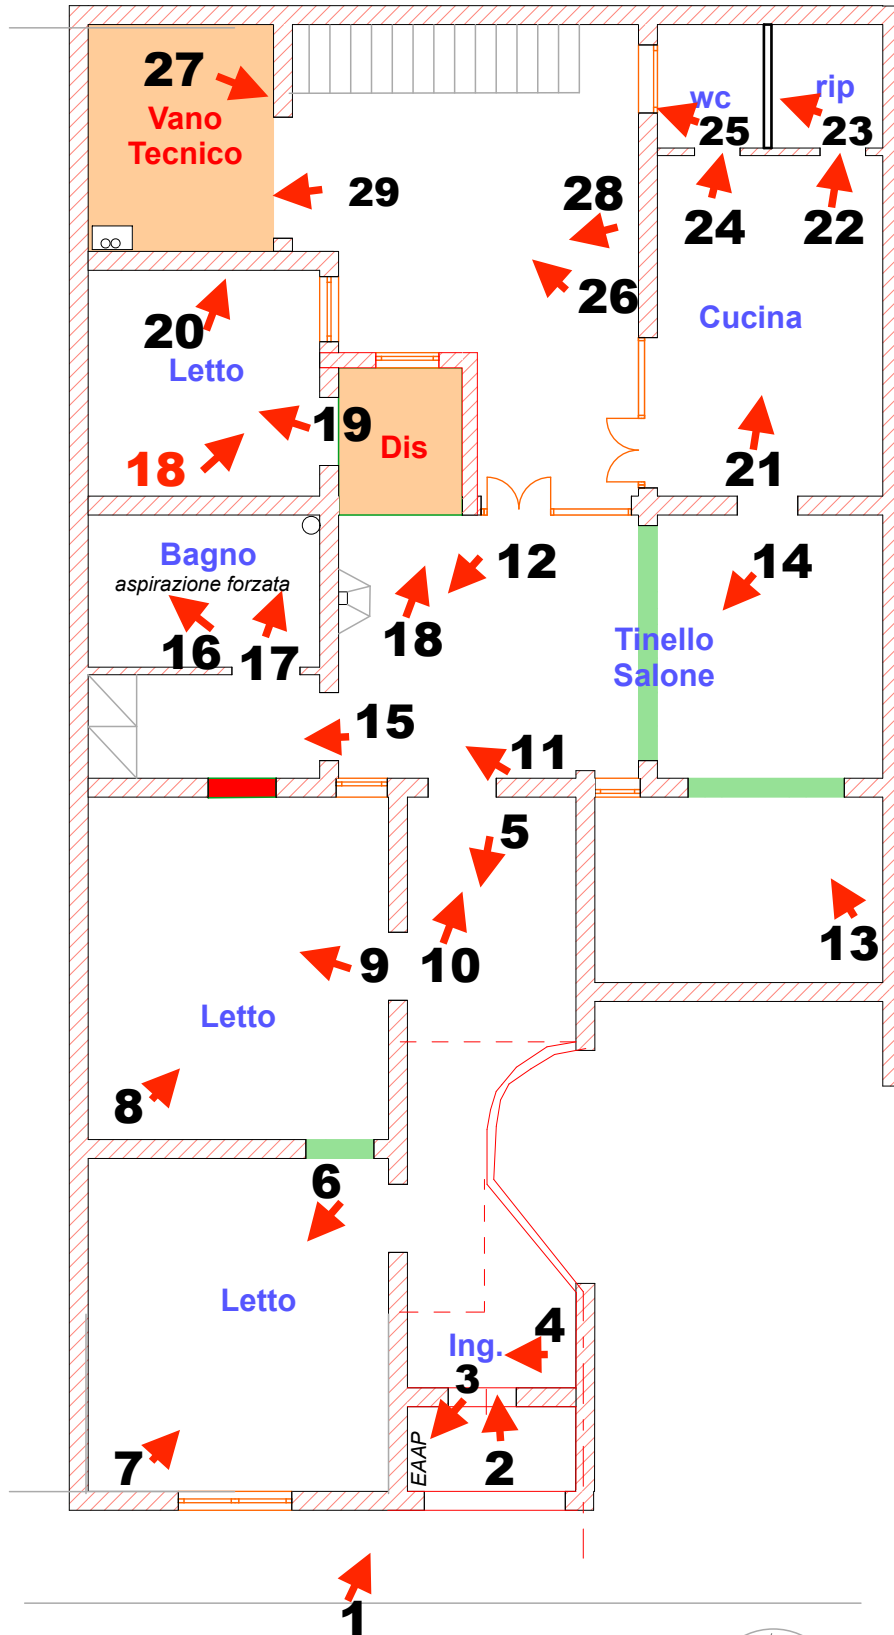 27
wc
rip
Vano
Tecnico
25
23
29
28
24
22
26
20
Cucina
Letto
19
18
Dis
21
Bagno
aspirazione forzata
12
14
16
17
18
Tinello
Salone
15
11
5
9
10
13
Letto
8
6
Letto
Ing.
4
3
EAAP
7
2
1